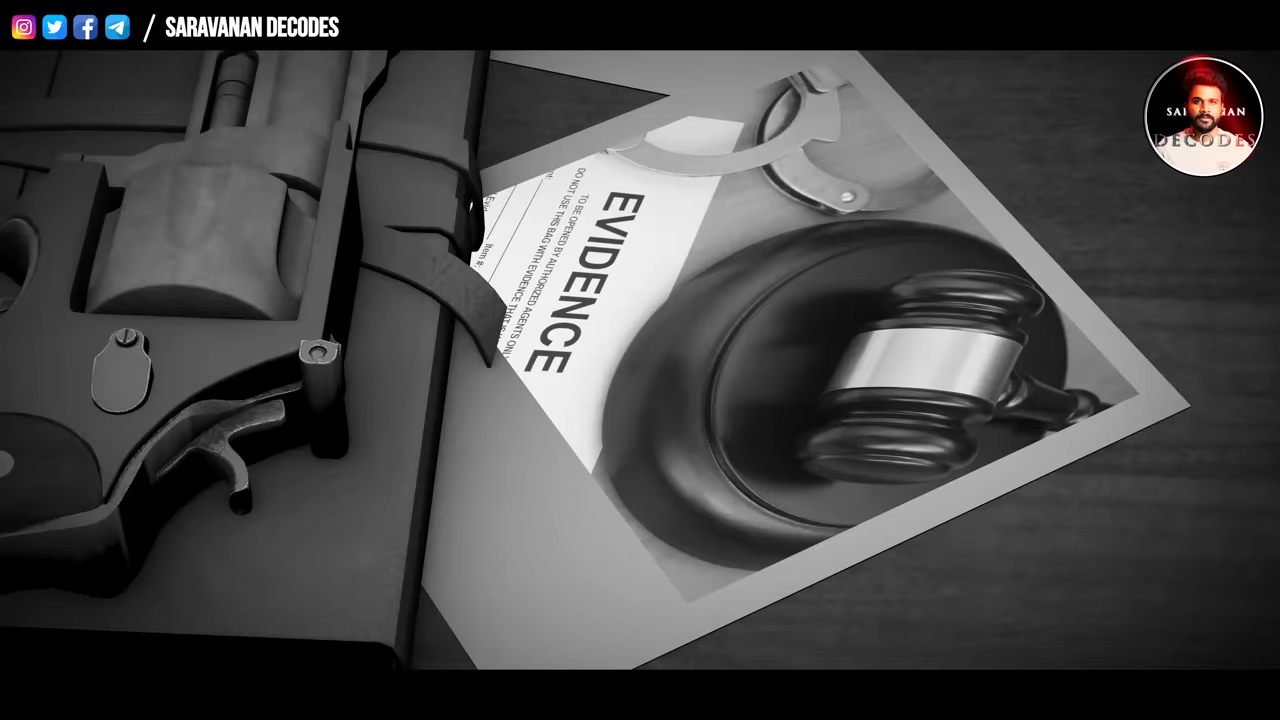 / SARAVANAN DECODES
DECODES
EVIDENCE
TO BE OPENED BY AUTHORIZED AGENTS ONLY
DO NOT USE THIS BAG WITH EVIDENCE THAT
Item #: